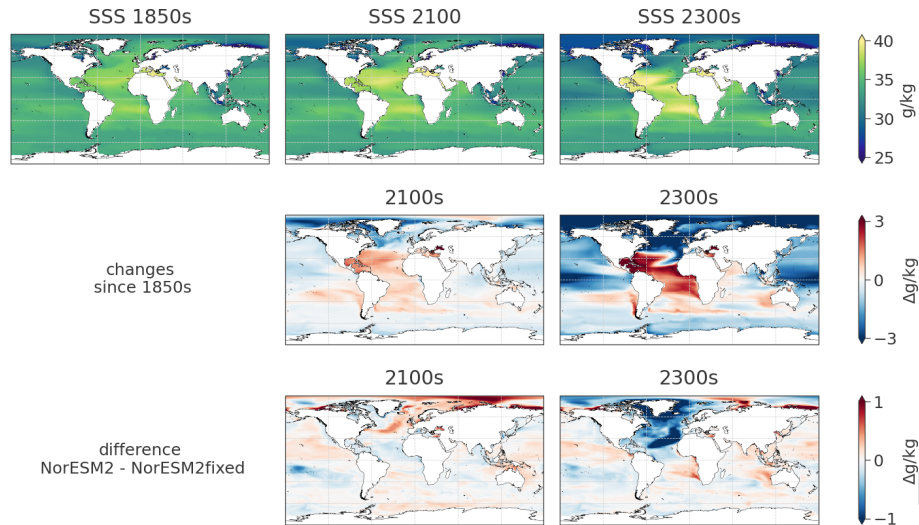 SSS 1850s
SSS 2100
SSS 2300s
40
35
30
25
g/kg
2100s
2300s
changes
since 1850s
3
0
−3
Δg/kg
2100s
2300s
difference
NorESM2 - NorESM2fixed
1
0
−1
Δg/kg